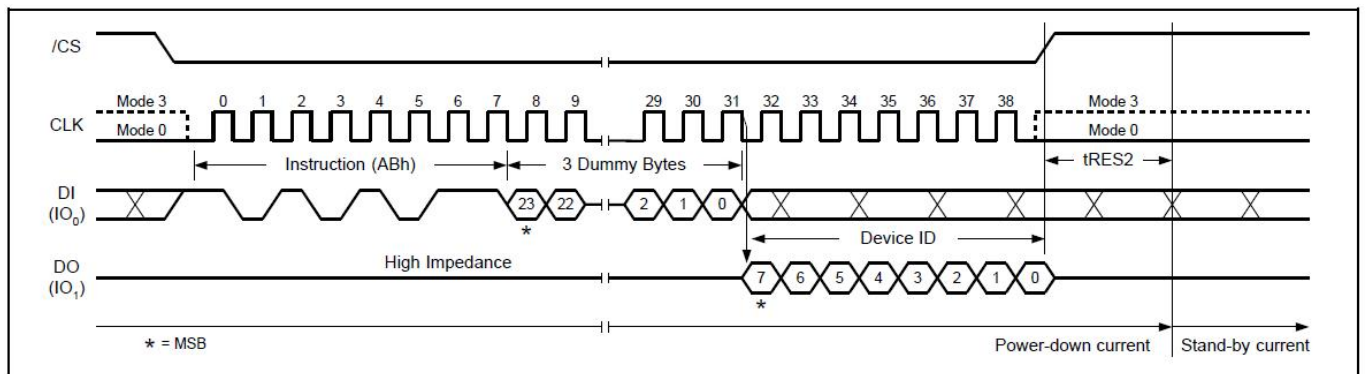 /CS
Mode 3 0 1 2 3 4 5 6 7 8 9 29 30 31 32 33 34 35 36 37 38 Mode 3
CLK
Mode 0 Mode 0
Instruction (ABh) 3 Dummy Bytes tRES2
DI
(IO0) 23 22 2 1 0
*
Device ID
High Impedance
DO
(IO1) 7 6 5 4 3 2 1 0
*
* = MSB Power-down current Stand-by current